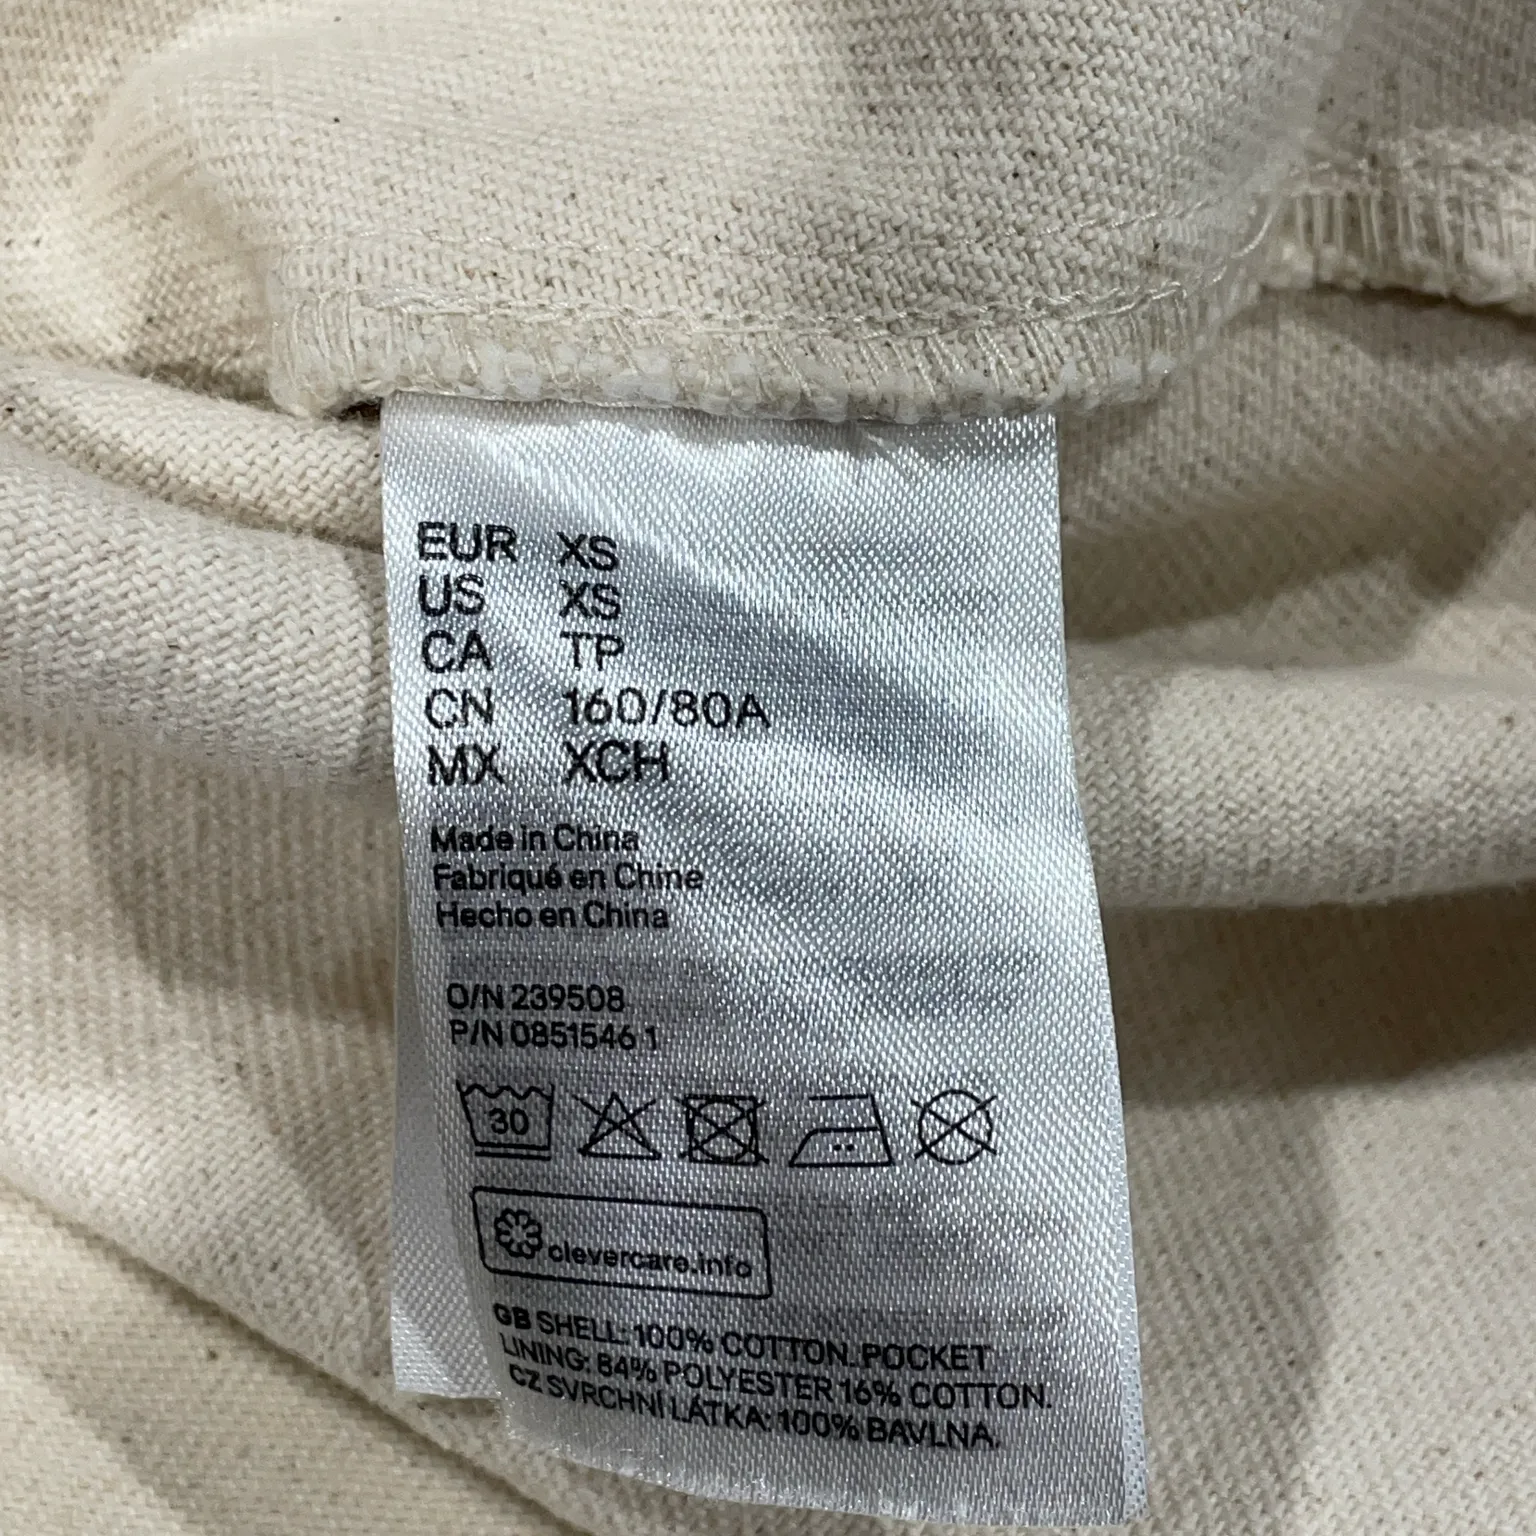 EUR XS
US XS
CA TP
CN 160/80A
MX XCH
Made in China
Fabriqué en Chine
Hecho en China
O/N 239508
P/N 0851546 1
30
clevercare.info
GB SHELL: 100% COTTON. POCKET
LINING: 84% POLYESTER 16% COTTON.
CZ SVRCHNÍ LÁTKA: 100% BAVLNA.